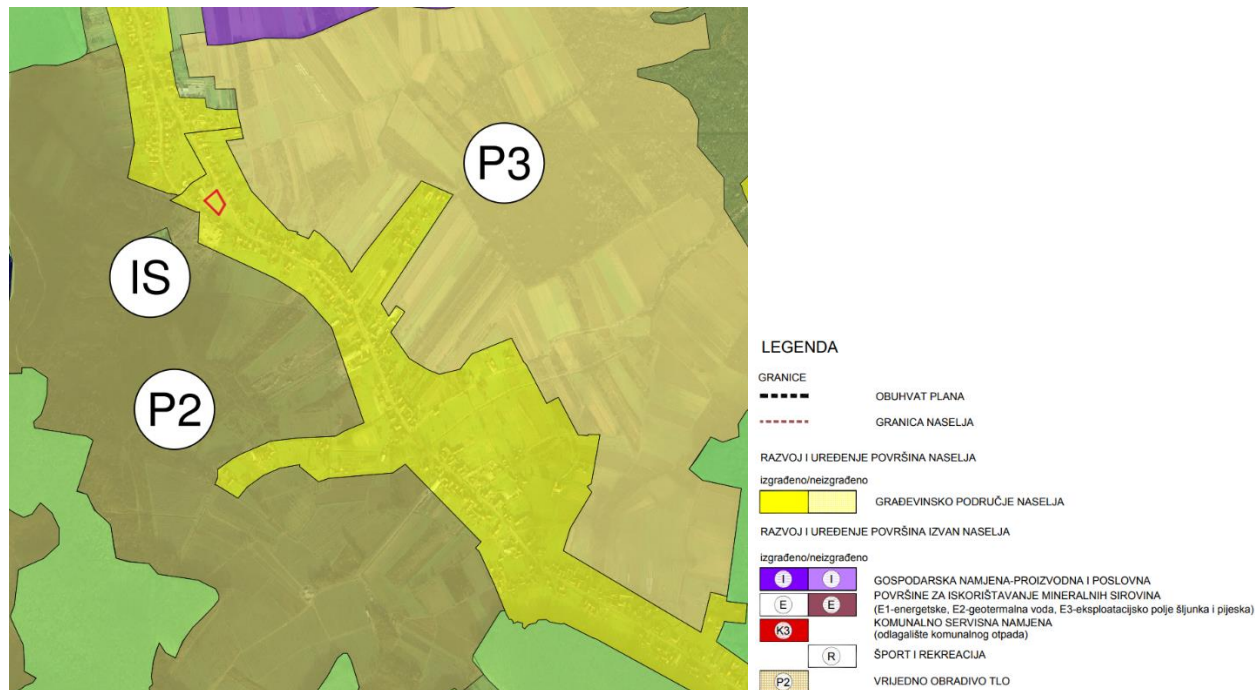 P3
IS
P2
LEGENDA
GRANICE
OBUHVAT PLANA
GRANICA NASELJA
RAZVOJ I UREĐENJE POVRŠINA NASELJA
izgrađeno/neizgrađeno
GRAĐEVINSKO PODRUČJE NASELJA
RAZVOJ I UREĐENJE POVRŠINA IZVAN NASELJA
izgrađeno/neizgrađeno
I I GOSPODARSKA NAMJENA-PROIZVODNA I POSLOVNA
E E POVRŠINE ZA ISKORIŠTAVANJE MINERALNIH SIROVINA
(E1-energetske, E2-geotermalna voda, E3-eksploatacijsko polje šljunka i pijeska)
K3 KOMUNALNO SERVISNA NAMJENA
(odlagalište komunalnog otpada)
R ŠPORT I REKREACIJA
P2 VRIJEDNO OBRADIVO TLO